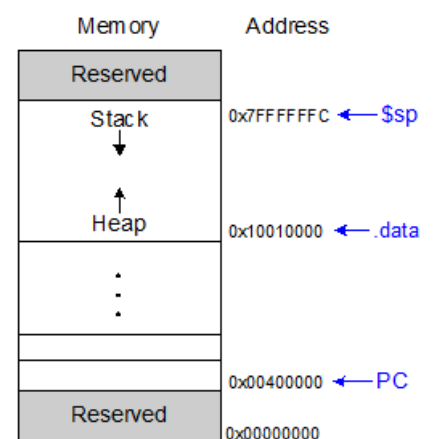 Memory Address
Reserved
Stack 0x7FFFFFFC $sp
Heap 0x10010000 .data
0x00400000 PC
Reserved
0x00000000